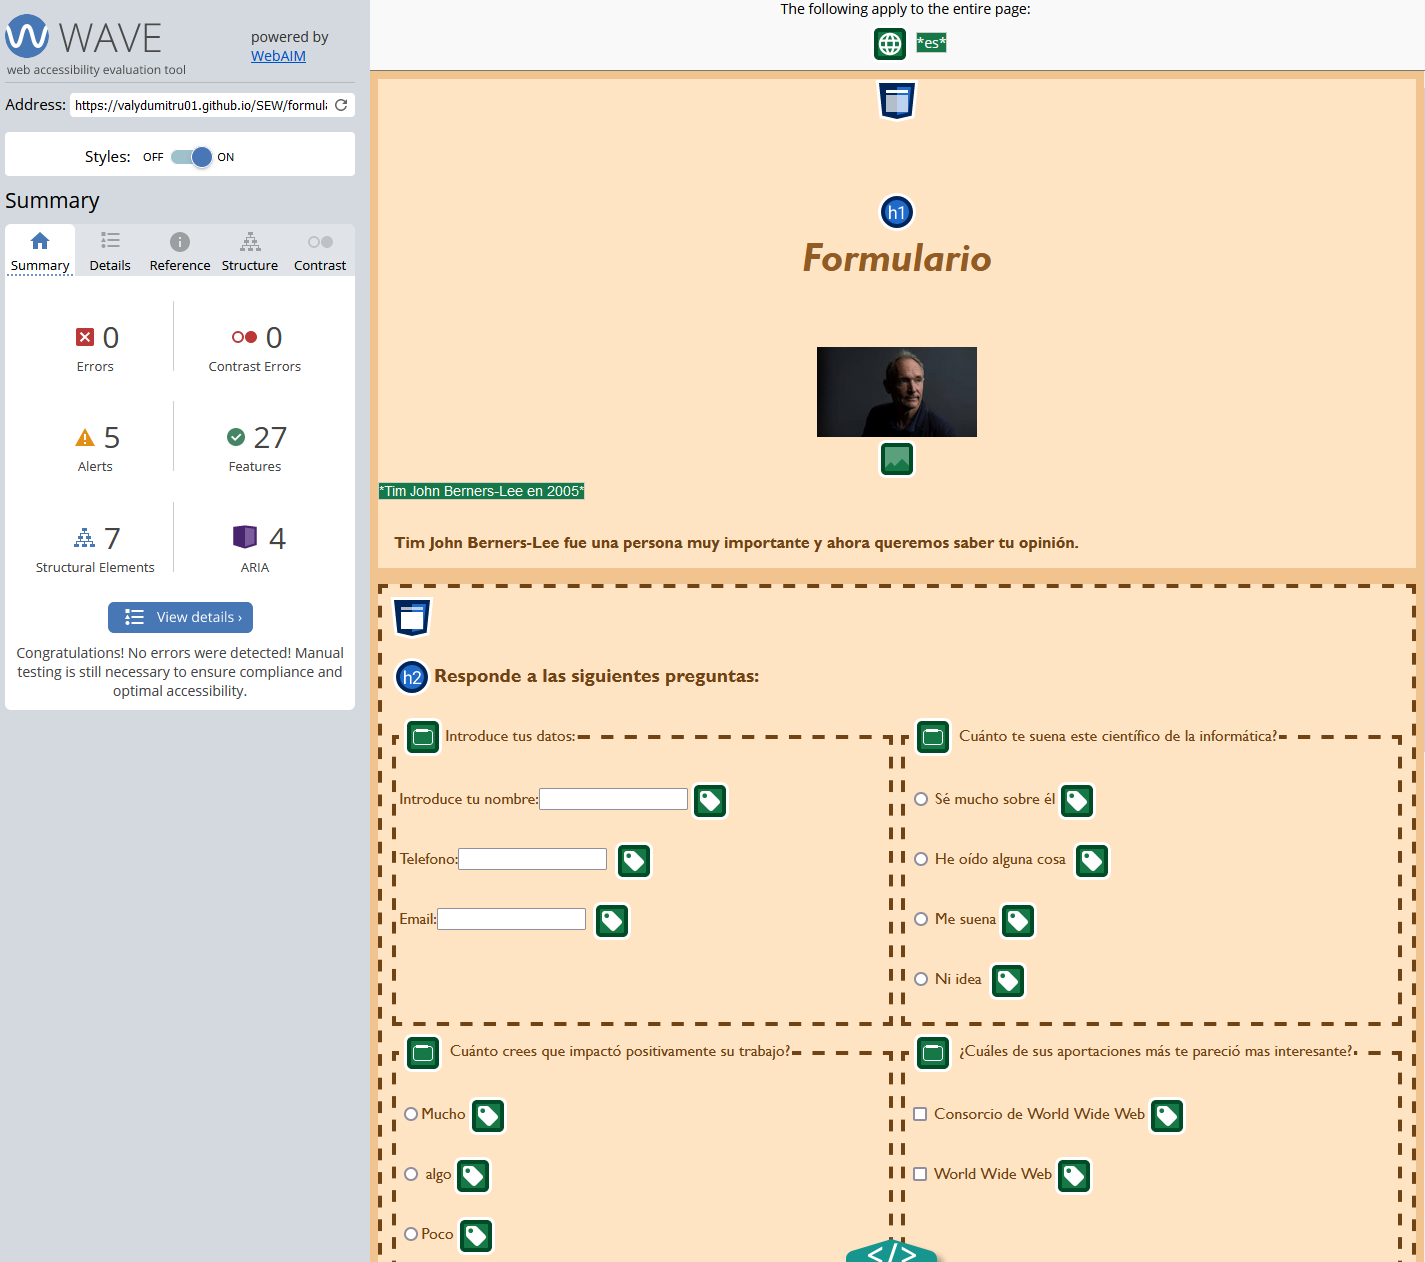 WAVE
powered by
WebAIM
web accessibility evaluation tool
Address: https://valydumitru01.github.io/SEW/formul
Styles: OFF ON
Summary
Summary Details Reference Structure Contrast
0
Errors
0
Contrast Errors
5
Alerts
27
Features
7
Structural Elements
4
ARIA
View details ›
Congratulations! No errors were detected! Manual
testing is still necessary to ensure compliance and
optimal accessibility.
The following apply to the entire page:
*es*
h1
Formulario
*Tim John Berners-Lee en 2005*
Tim John Berners-Lee fue una persona muy importante y ahora queremos saber tu opinión.
h2 Responde a las siguientes preguntas:
Introduce tus datos:
Introduce tu nombre:
Telefono:
Email:
Cuánto te suena este científico de la informática?
Sé mucho sobre él
He oído alguna cosa
Me suena
Ni idea
Cuánto crees que impactó positivamente su trabajo?
Mucho
algo
Poco
¿Cuáles de sus aportaciones más te pareció mas interesante?
Consorcio de World Wide Web
World Wide Web
</>